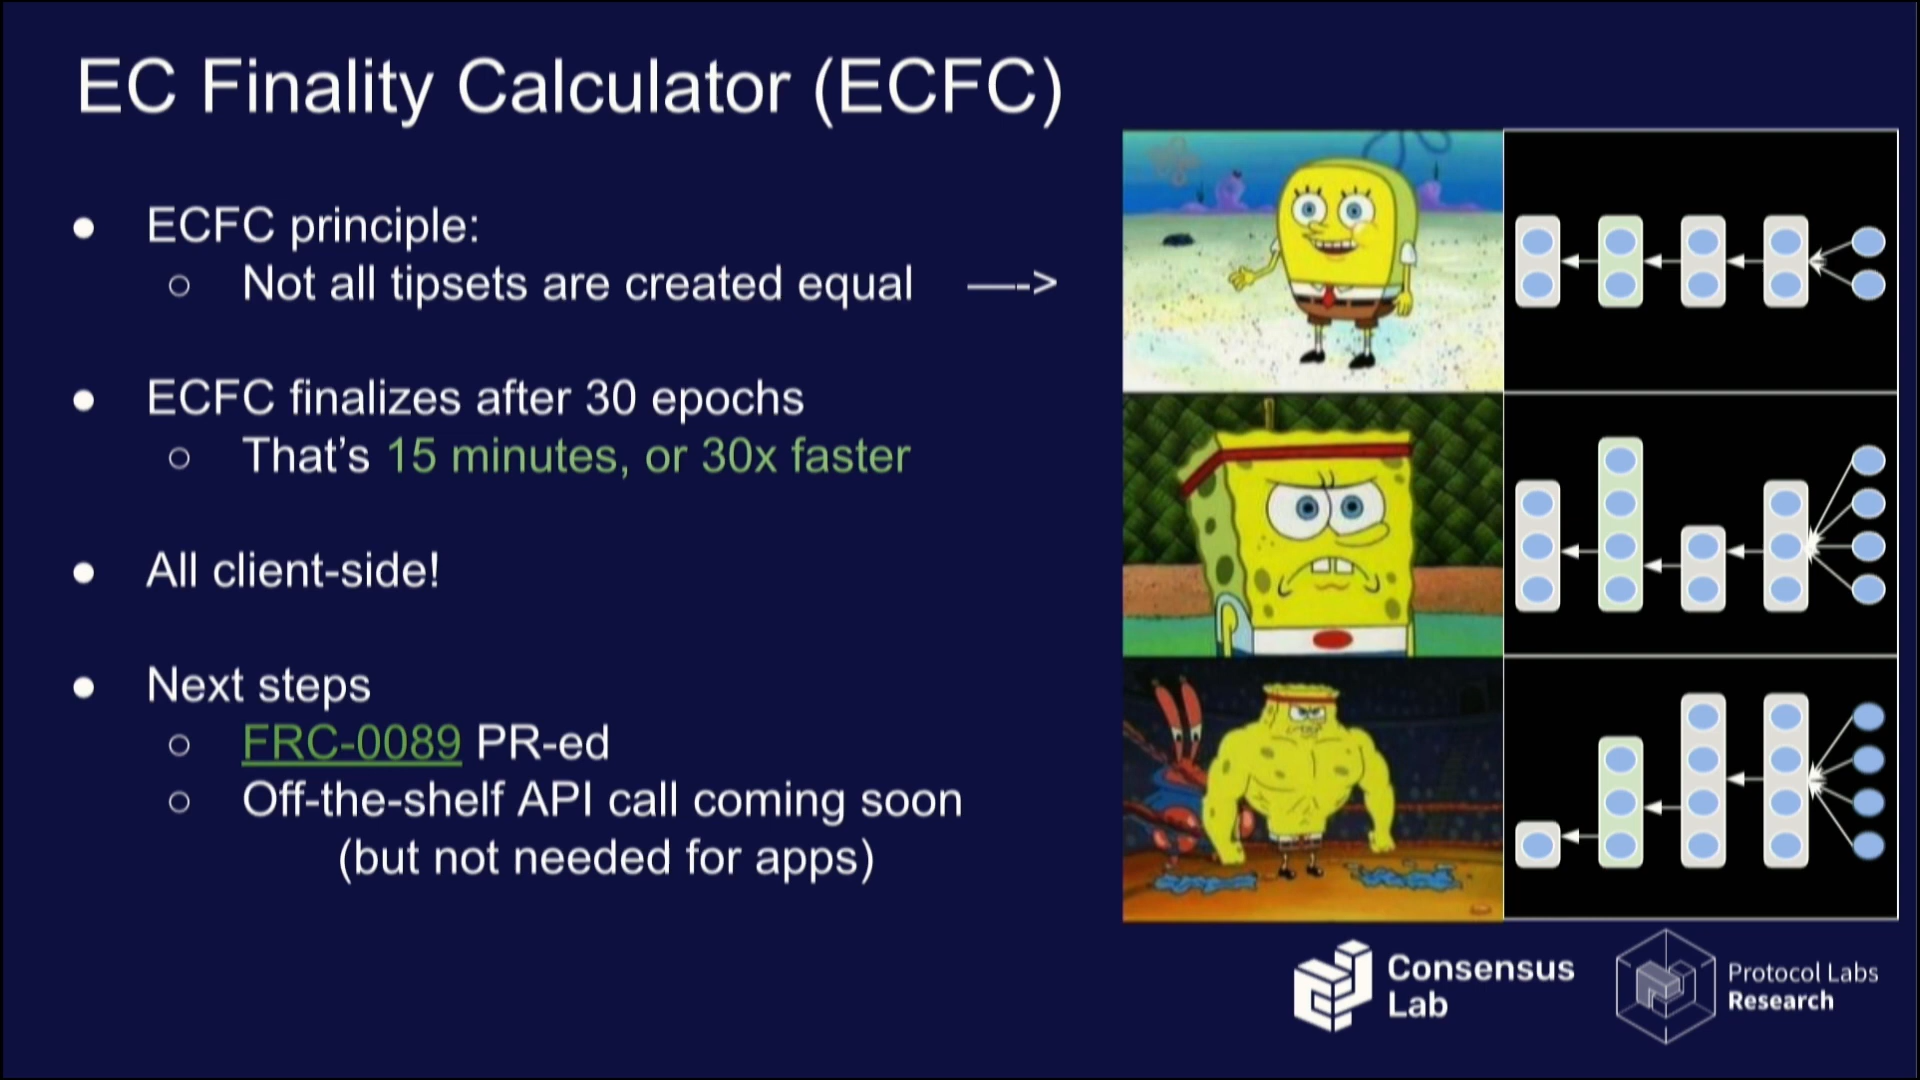 EC Finality Calculator (ECFC)
● ECFC principle:
○ Not all tipsets are created equal —->
● ECFC finalizes after 30 epochs
○ That’s 15 minutes, or 30x faster
● All client-side!
● Next steps
○ FRC-0089 PR-ed
○ Off-the-shelf API call coming soon
(but not needed for apps)
Consensus
Lab
Protocol Labs
Research